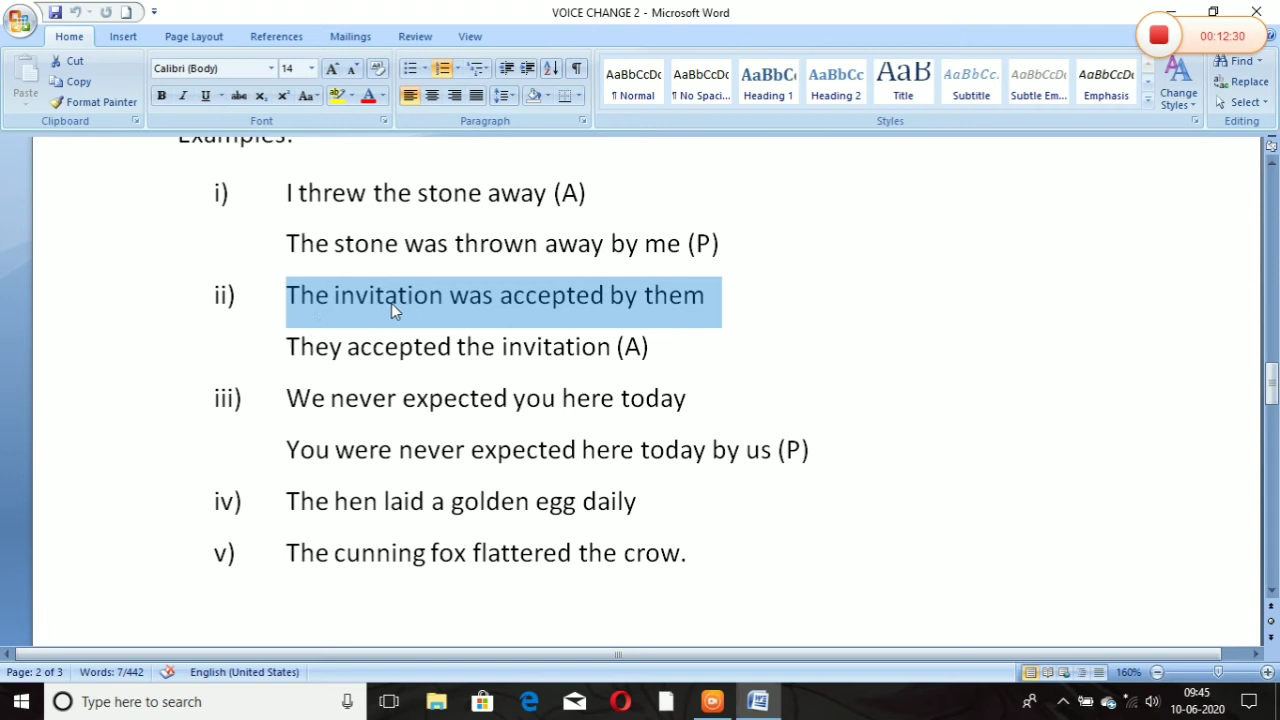 VOICE CHANGE 2 - Microsoft Word
00:12:30
Home Insert Page Layout References Mailings Review View
Paste
Cut
Copy
Format Painter
Clipboard
Calibri (Body) 14
Font
Paragraph
AaBbCcDc AaBbCcDc AaBbCc AaBbCc AaB AaBbCc. AaBbCcDc AaBbCcDc
¶ Normal ¶ No Spaci... Heading 1 Heading 2 Title Subtitle Subtle Em... Emphasis
Change Styles
Styles
Find
Replace
Select
Editing
Examples:
i) I threw the stone away (A)
The stone was thrown away by me (P)
ii) The invitation was accepted by them
They accepted the invitation (A)
iii) We never expected you here today
You were never expected here today by us (P)
iv) The hen laid a golden egg daily
v) The cunning fox flattered the crow.
Page: 2 of 3 Words: 7/442 English (United States) 160%
Type here to search
09:45
10-06-2020